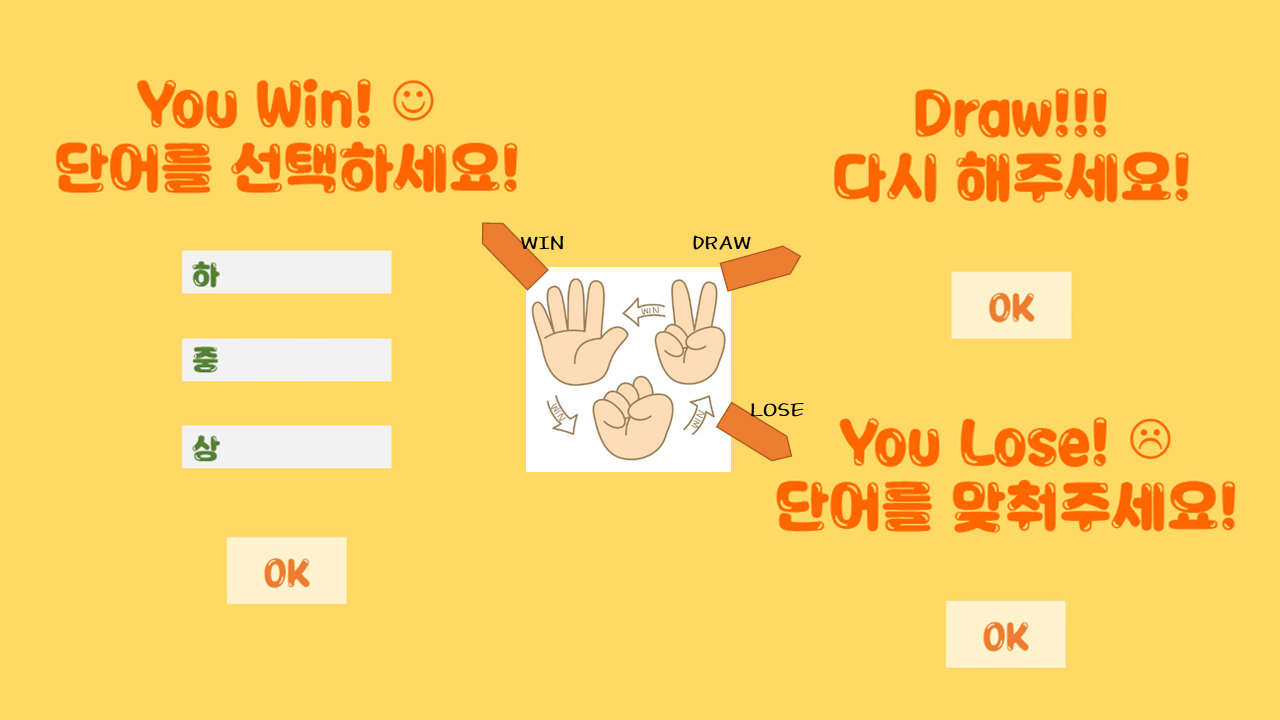 You Win! ☺
단어를 선택하세요!
하
중
상
OK
WIN
DRAW
LOSE
WIN
WIN
WIN
Draw!!!
다시 해주세요!
OK
You Lose! ☹
단어를 맞춰주세요!
OK